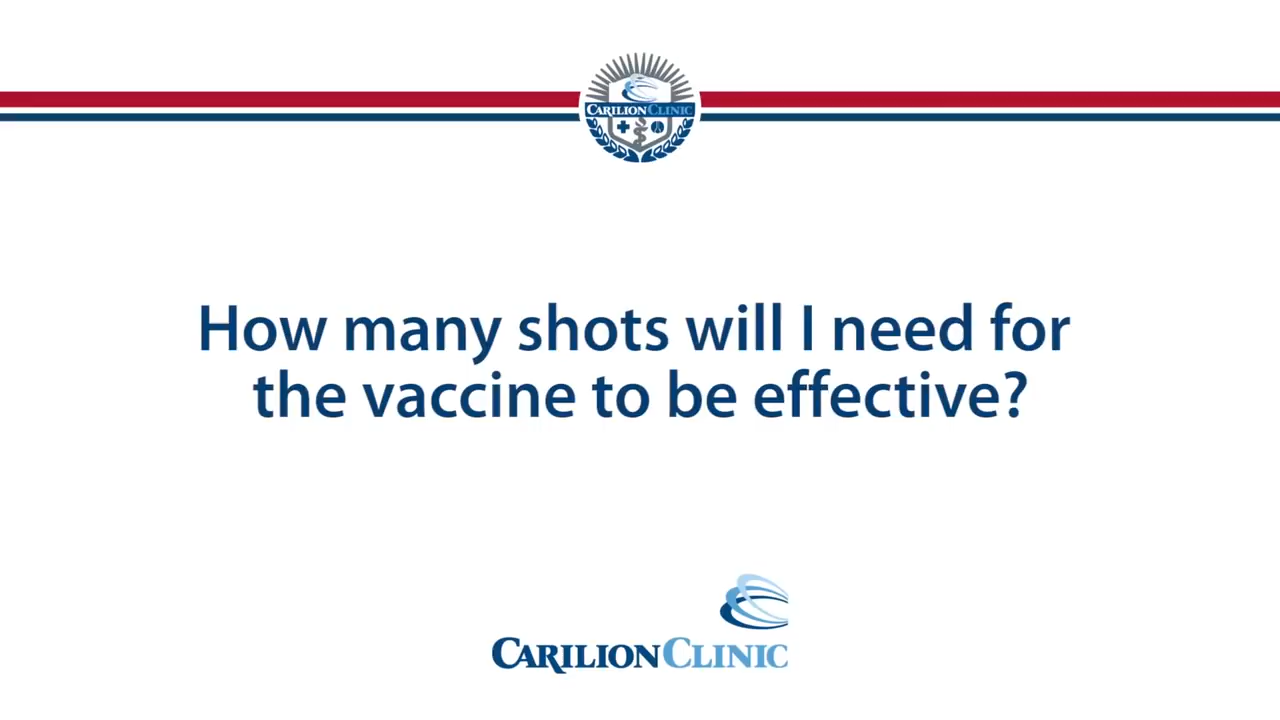 CARILION CLINIC
How many shots will I need for
the vaccine to be effective?
CARILION CLINIC